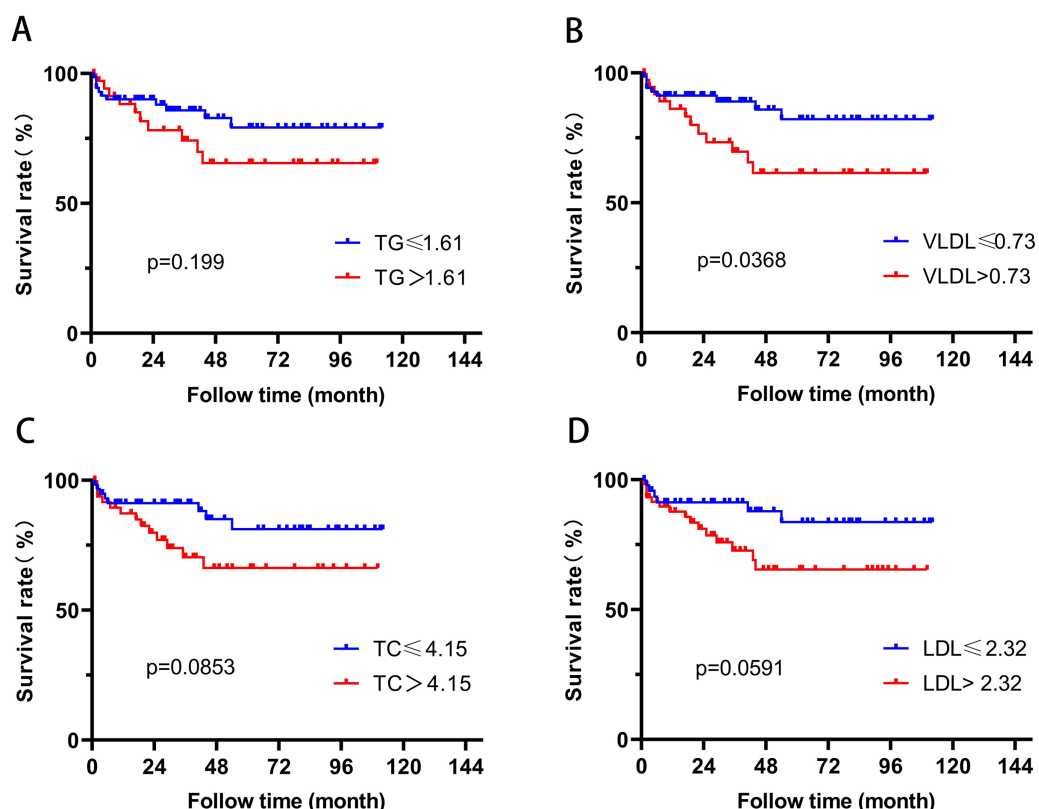 A
Survival rate ( %)
100
50
0
TG≤1.61
TG>1.61
p=0.199
0 24 48 72 96 120 144
Follow time (month)
B
Survival rate ( %)
100
50
0
VLDL≤0.73
VLDL>0.73
p=0.0368
0 24 48 72 96 120 144
Follow time (month)
C
Survival rate ( %)
100
50
0
TC≤4.15
TC>4.15
p=0.0853
0 24 48 72 96 120 144
Follow time (month)
D
Survival rate ( %)
100
50
0
LDL≤2.32
LDL>2.32
p=0.0591
0 24 48 72 96 120 144
Follow time (month)